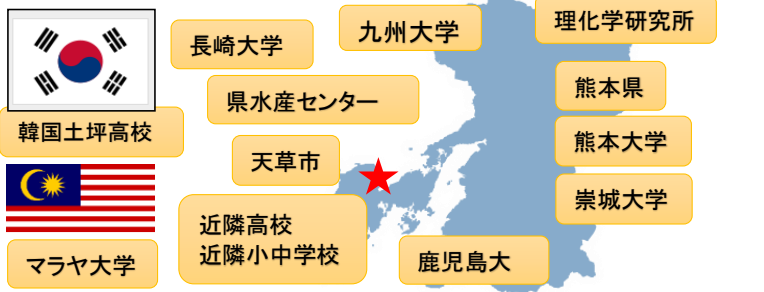 長崎大学
九州大学
理化学研究所
県水産センター
熊本県
韓国土坪高校
熊本大学
天草市
崇城大学
近隣高校
近隣小中学校
マラヤ大学
鹿児島大